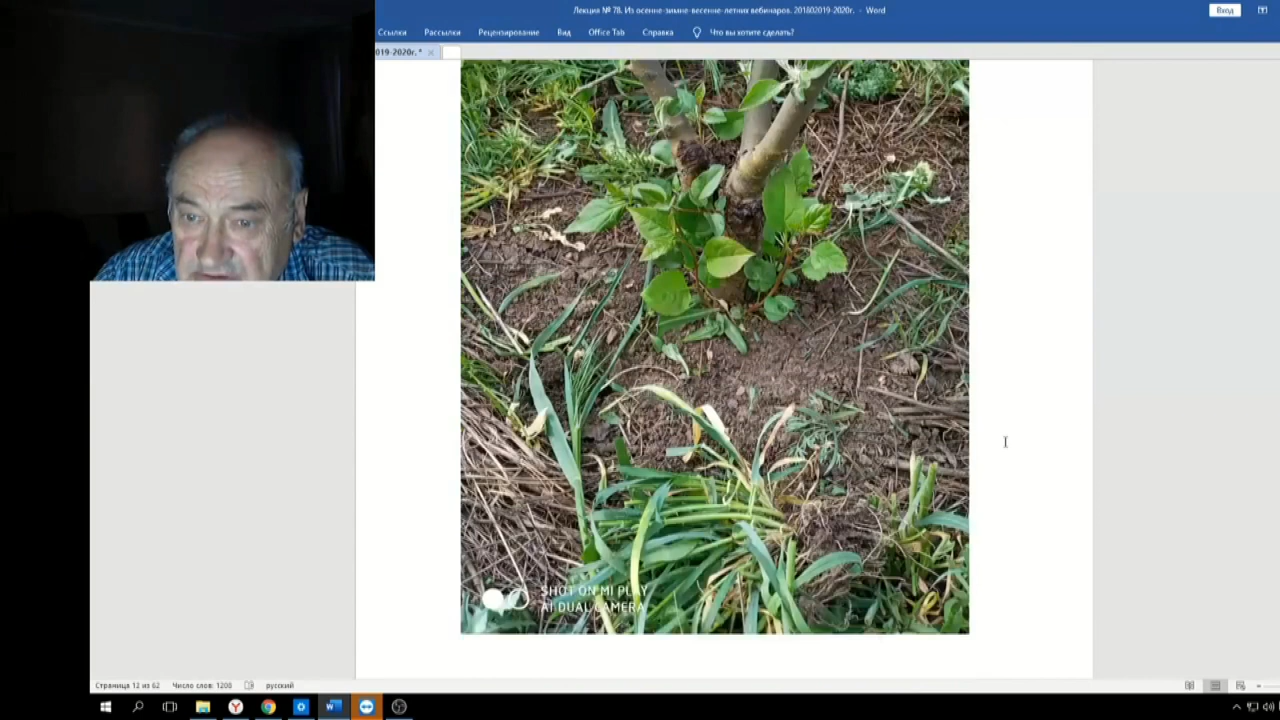 Лекция № 78. Из осенне-зимне-весенне-летних вебинаров. 201802019-2020г. - Word
Вход
Ссылки Рассылки Рецензирование Вид Office Tab Справка Что вы хотите сделать?
019-2020г. *
SHOT ON MI PLAY
AI DUAL CAMERA
Страница 12 из 62 Число слов: 1200 русский